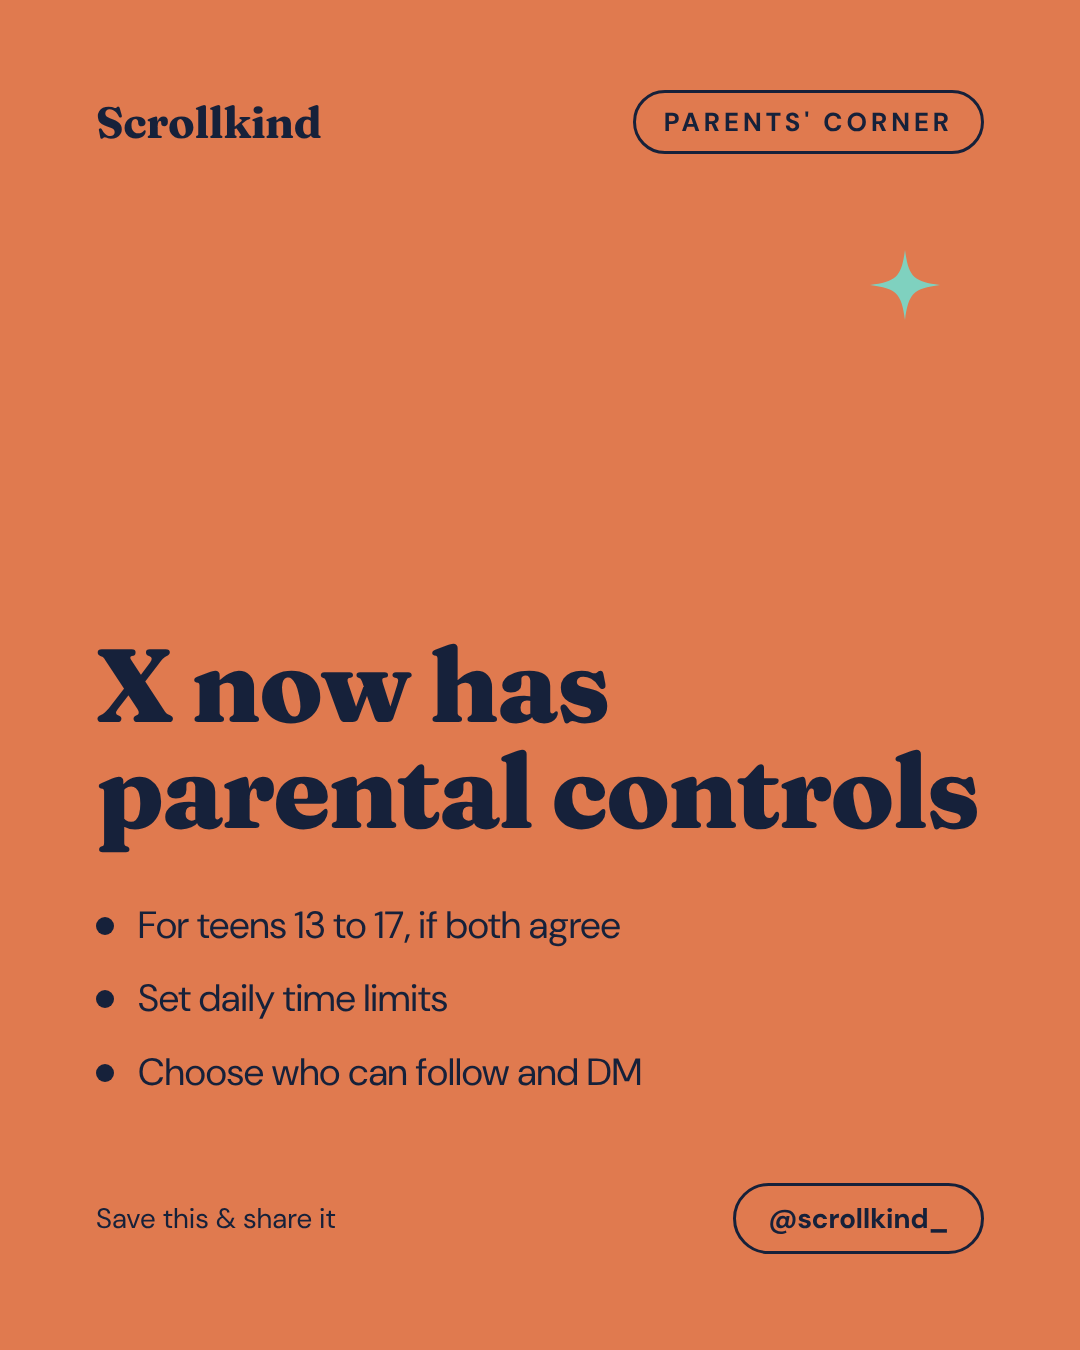 Scrollkind
PARENTS' CORNER
X now has
parental controls
For teens 13 to 17, if both agree
Set daily time limits
Choose who can follow and DM
Save this & share it
@scrollkind_